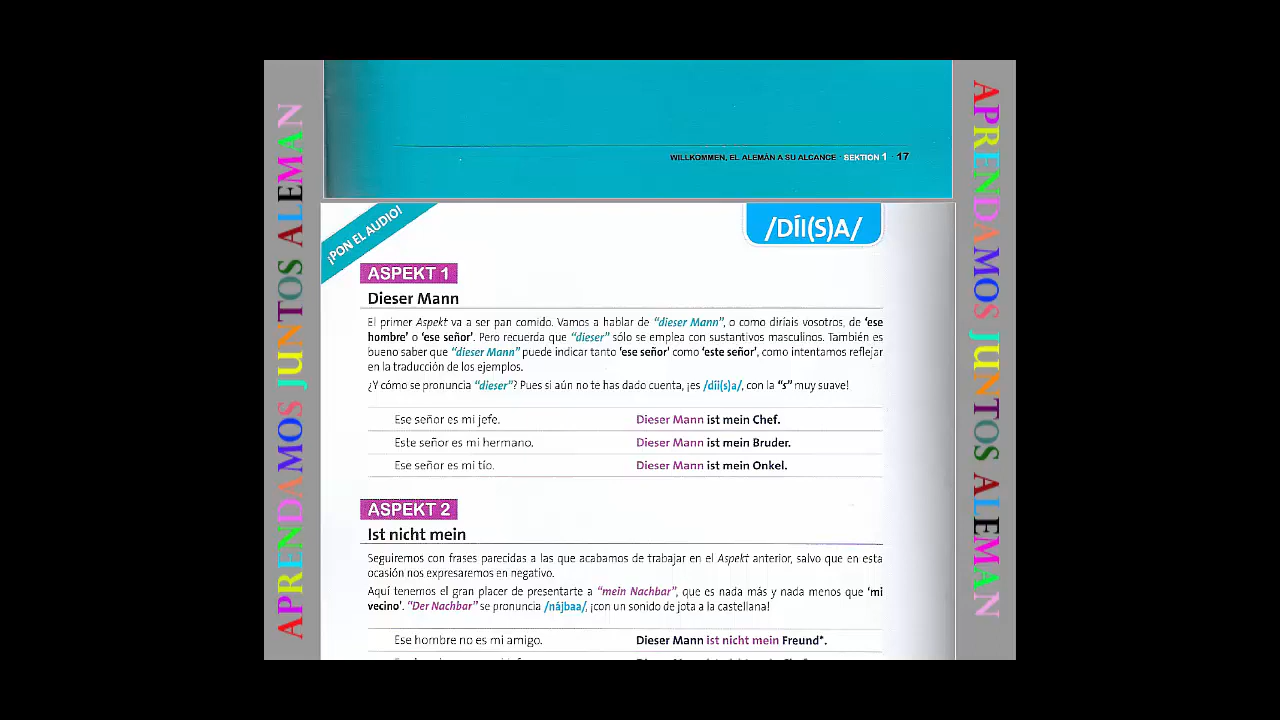 APRENDAMOS JUNTOS ALEMAN
WILLKOMMEN, EL ALEMÁN A SU ALCANCE SEKTION 1 · 17
¡PON EL AUDIO!
/DÍI(S)A/
ASPEKT 1
Dieser Mann
El primer Aspekt va a ser pan comido. Vamos a hablar de “dieser Mann”, o como diríais vosotros, de ‘ese
hombre’ o ‘ese señor’. Pero recuerda que “dieser” sólo se emplea con sustantivos masculinos. También es
bueno saber que “dieser Mann” puede indicar tanto ‘ese señor’ como ‘este señor’, como intentamos reflejar
en la traducción de los ejemplos.
¿Y cómo se pronuncia “dieser”? Pues si aún no te has dado cuenta, ¡es /díi(s)a/, con la “s” muy suave!
Ese señor es mi jefe. Dieser Mann ist mein Chef.
Este señor es mi hermano. Dieser Mann ist mein Bruder.
Ese señor es mi tío. Dieser Mann ist mein Onkel.
ASPEKT 2
Ist nicht mein
Seguiremos con frases parecidas a las que acabamos de trabajar en el Aspekt anterior, salvo que en esta
ocasión nos expresaremos en negativo.
Aquí tenemos el gran placer de presentarte a “mein Nachbar”, que es nada más y nada menos que ‘mi
vecino’. “Der Nachbar” se pronuncia /nájbaa/, ¡con un sonido de jota a la castellana!
Ese hombre no es mi amigo. Dieser Mann ist nicht mein Freund*.
APRENDAMOS JUNTOS ALEMAN